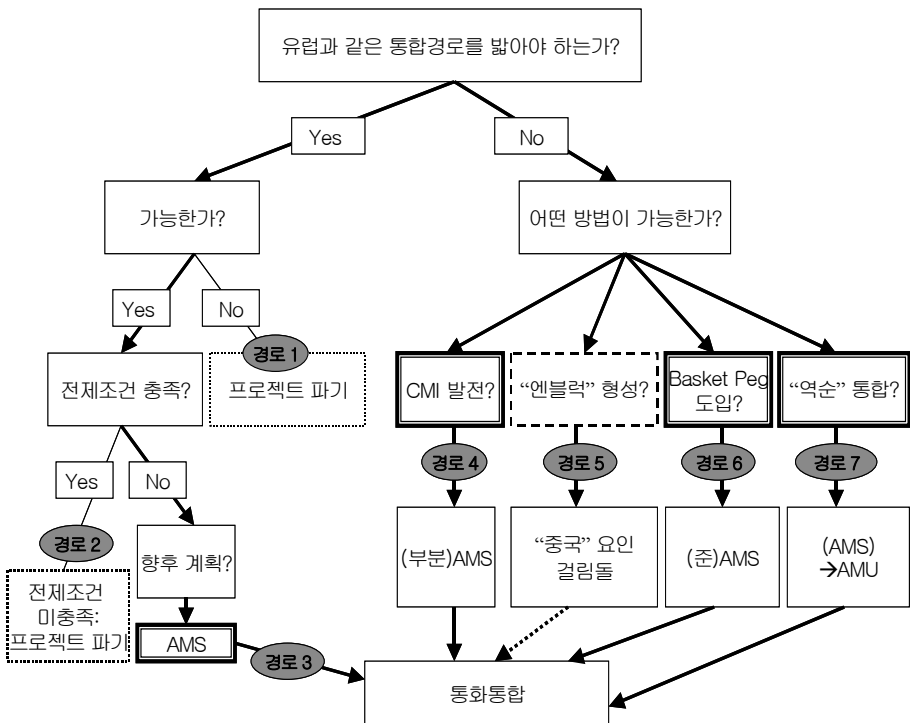 유럽과 같은 통합경로를 밟아야 하는가?
Yes
No
가능한가?
어떤 방법이 가능한가?
Yes
No
경로 1
프로젝트 파기
전제조건 충족?
CMI 발전?
“엔블럭” 형성?
Basket Peg
도입?
“역순” 통합?
경로 4
경로 5
경로 6
경로 7
Yes
No
경로 2
전제조건
미충족:
프로젝트 파기
향후 계획?
(부분)AMS
“중국” 요인
걸림돌
(준)AMS
(AMS)
→AMU
AMS
경로 3
통화통합